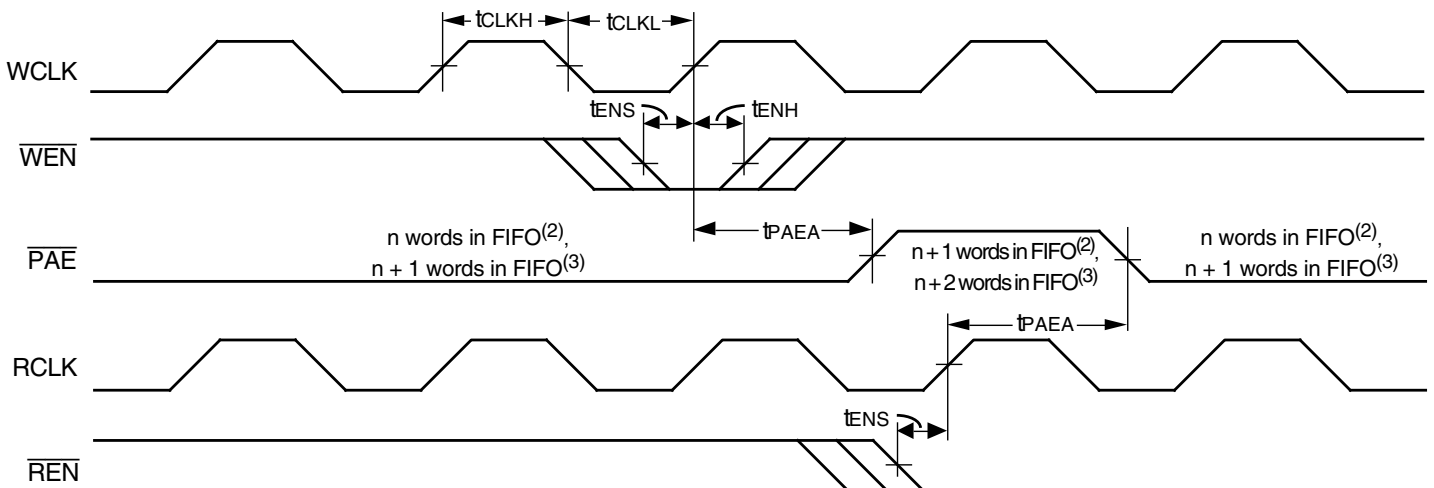 tCLKH tCLKL
WCLK
tENS tENH
WEN
tPAEA
n words in FIFO(2),
n + 1 words in FIFO(3)
PAE
n + 1 words in FIFO(2),
n + 2 words in FIFO(3)
n words in FIFO(2),
n + 1 words in FIFO(3)
tPAEA
RCLK
tENS
REN